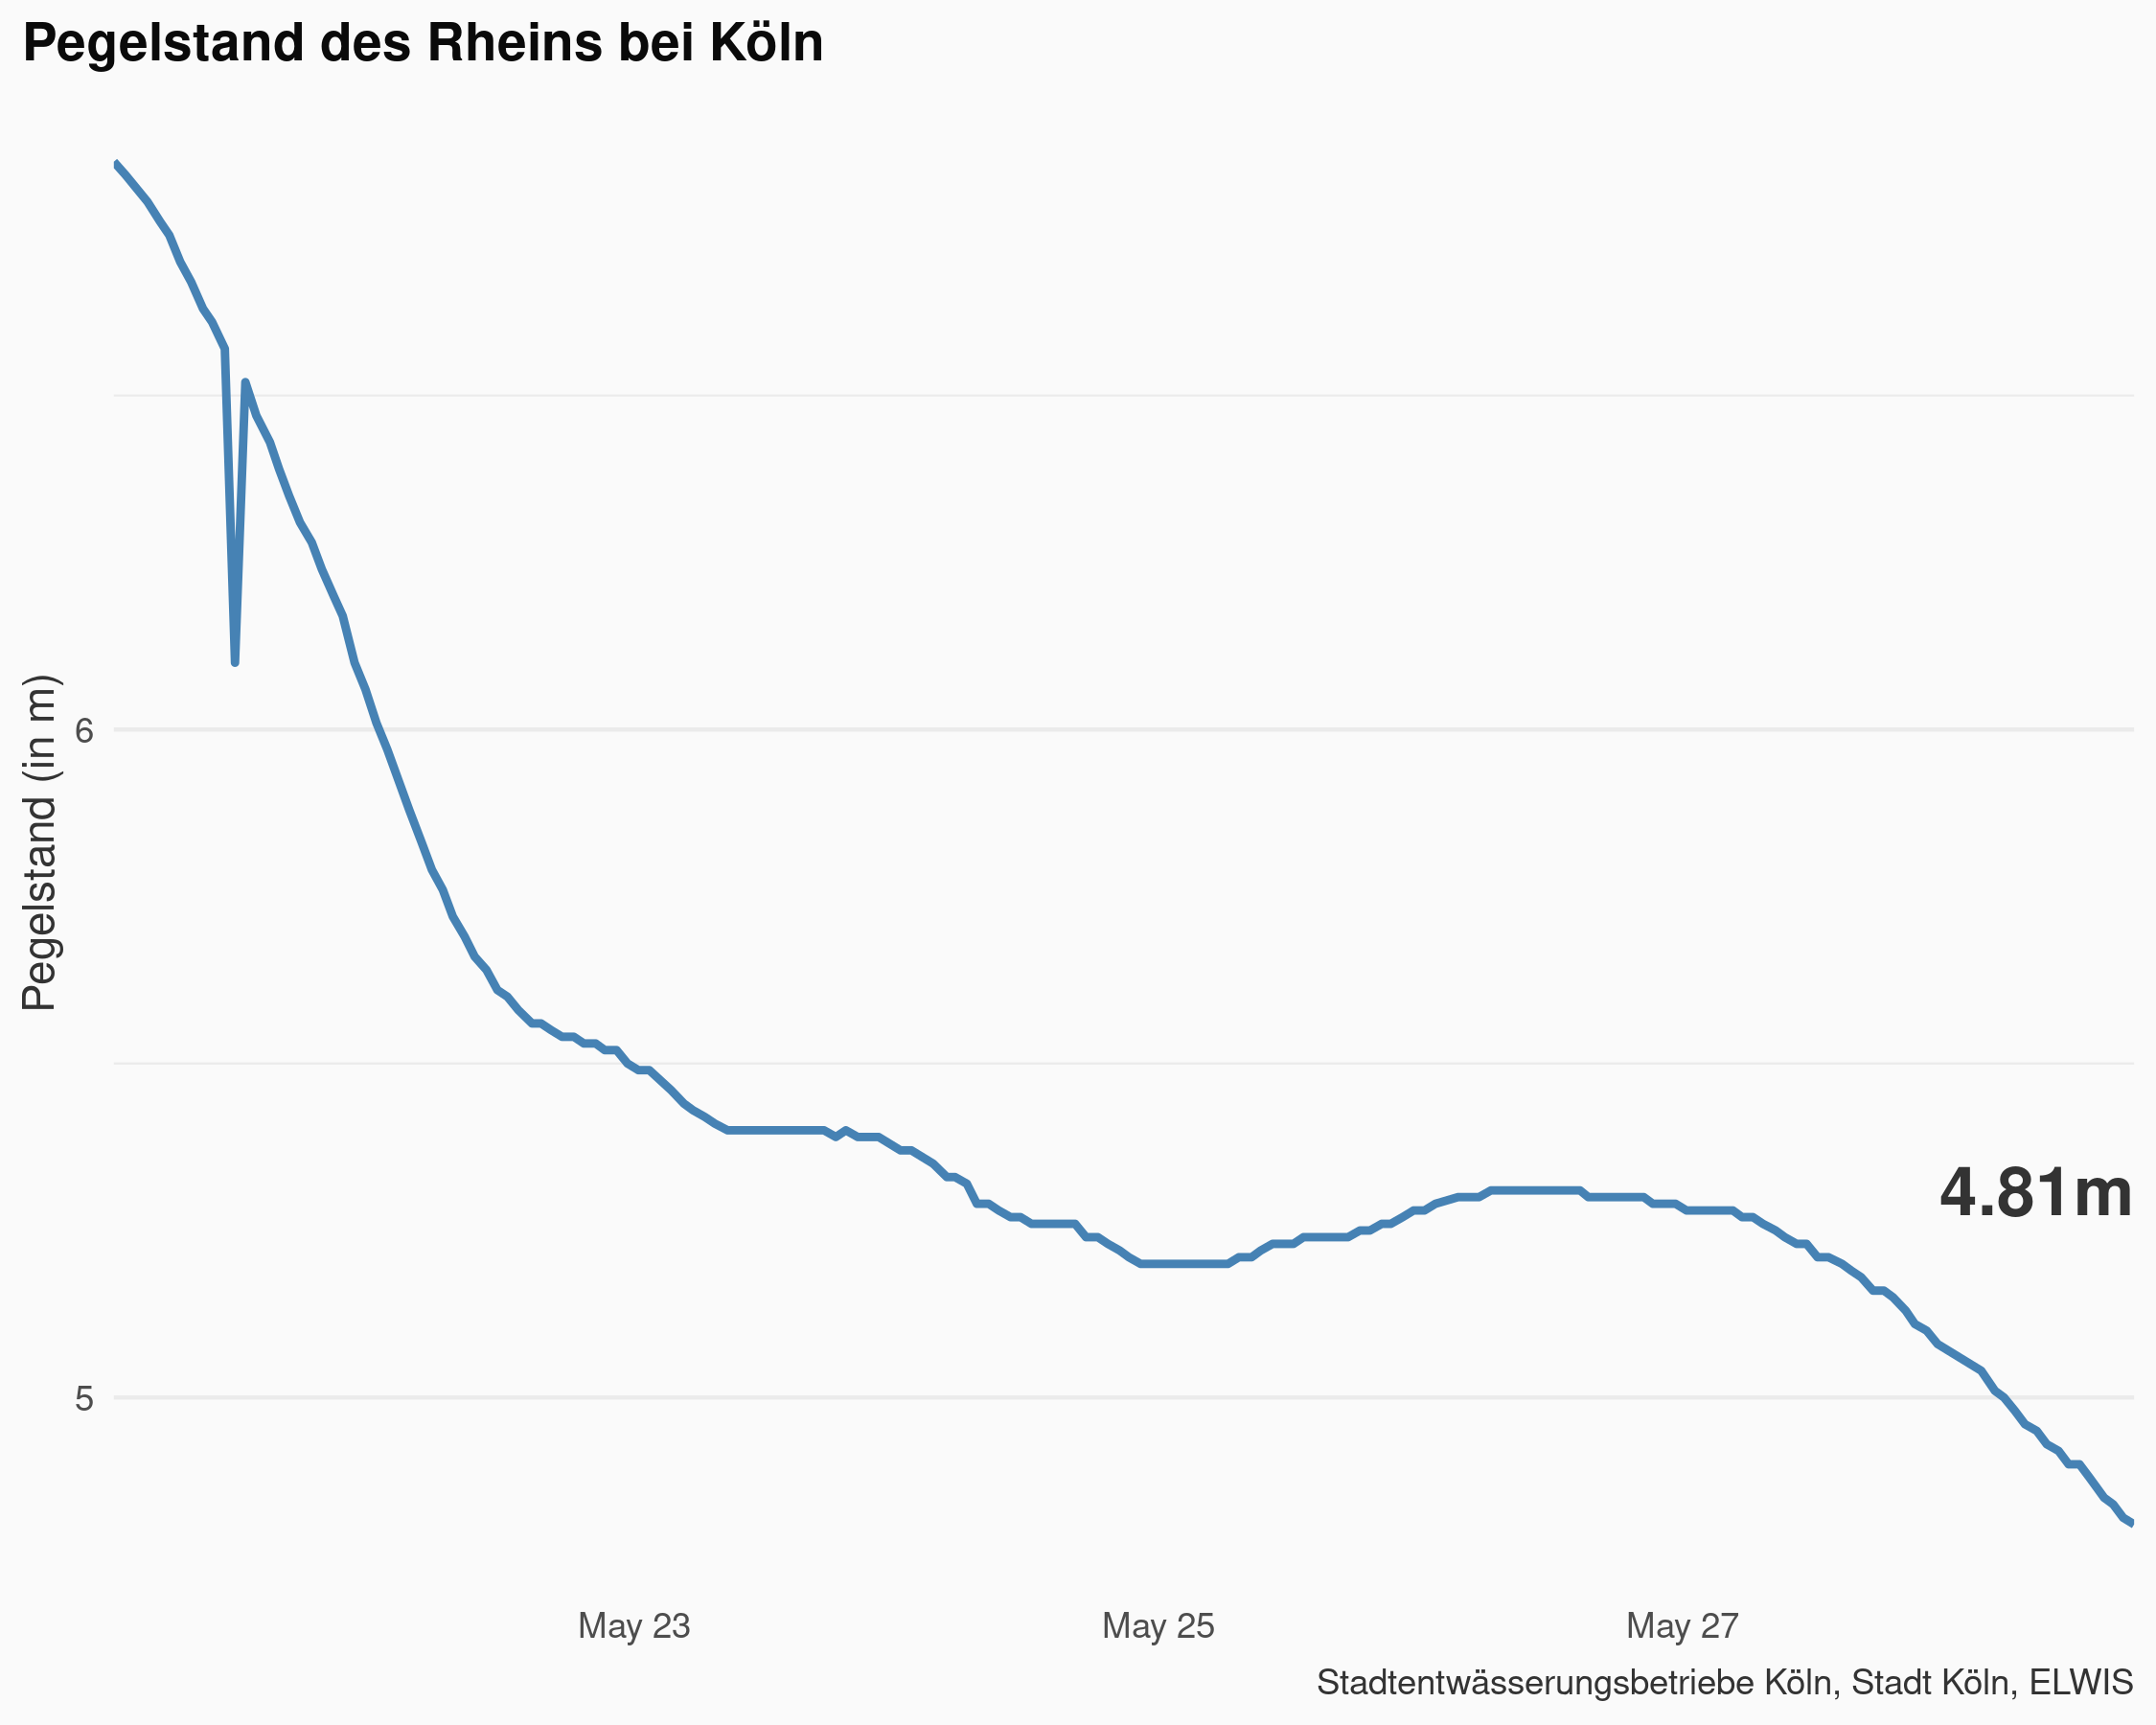 Pegelstand des Rheins bei Köln
Pegelstand (in m)
6
5
4.81m
May 23
May 25
May 27
Stadtentwässerungsbetriebe Köln, Stadt Köln, ELWIS